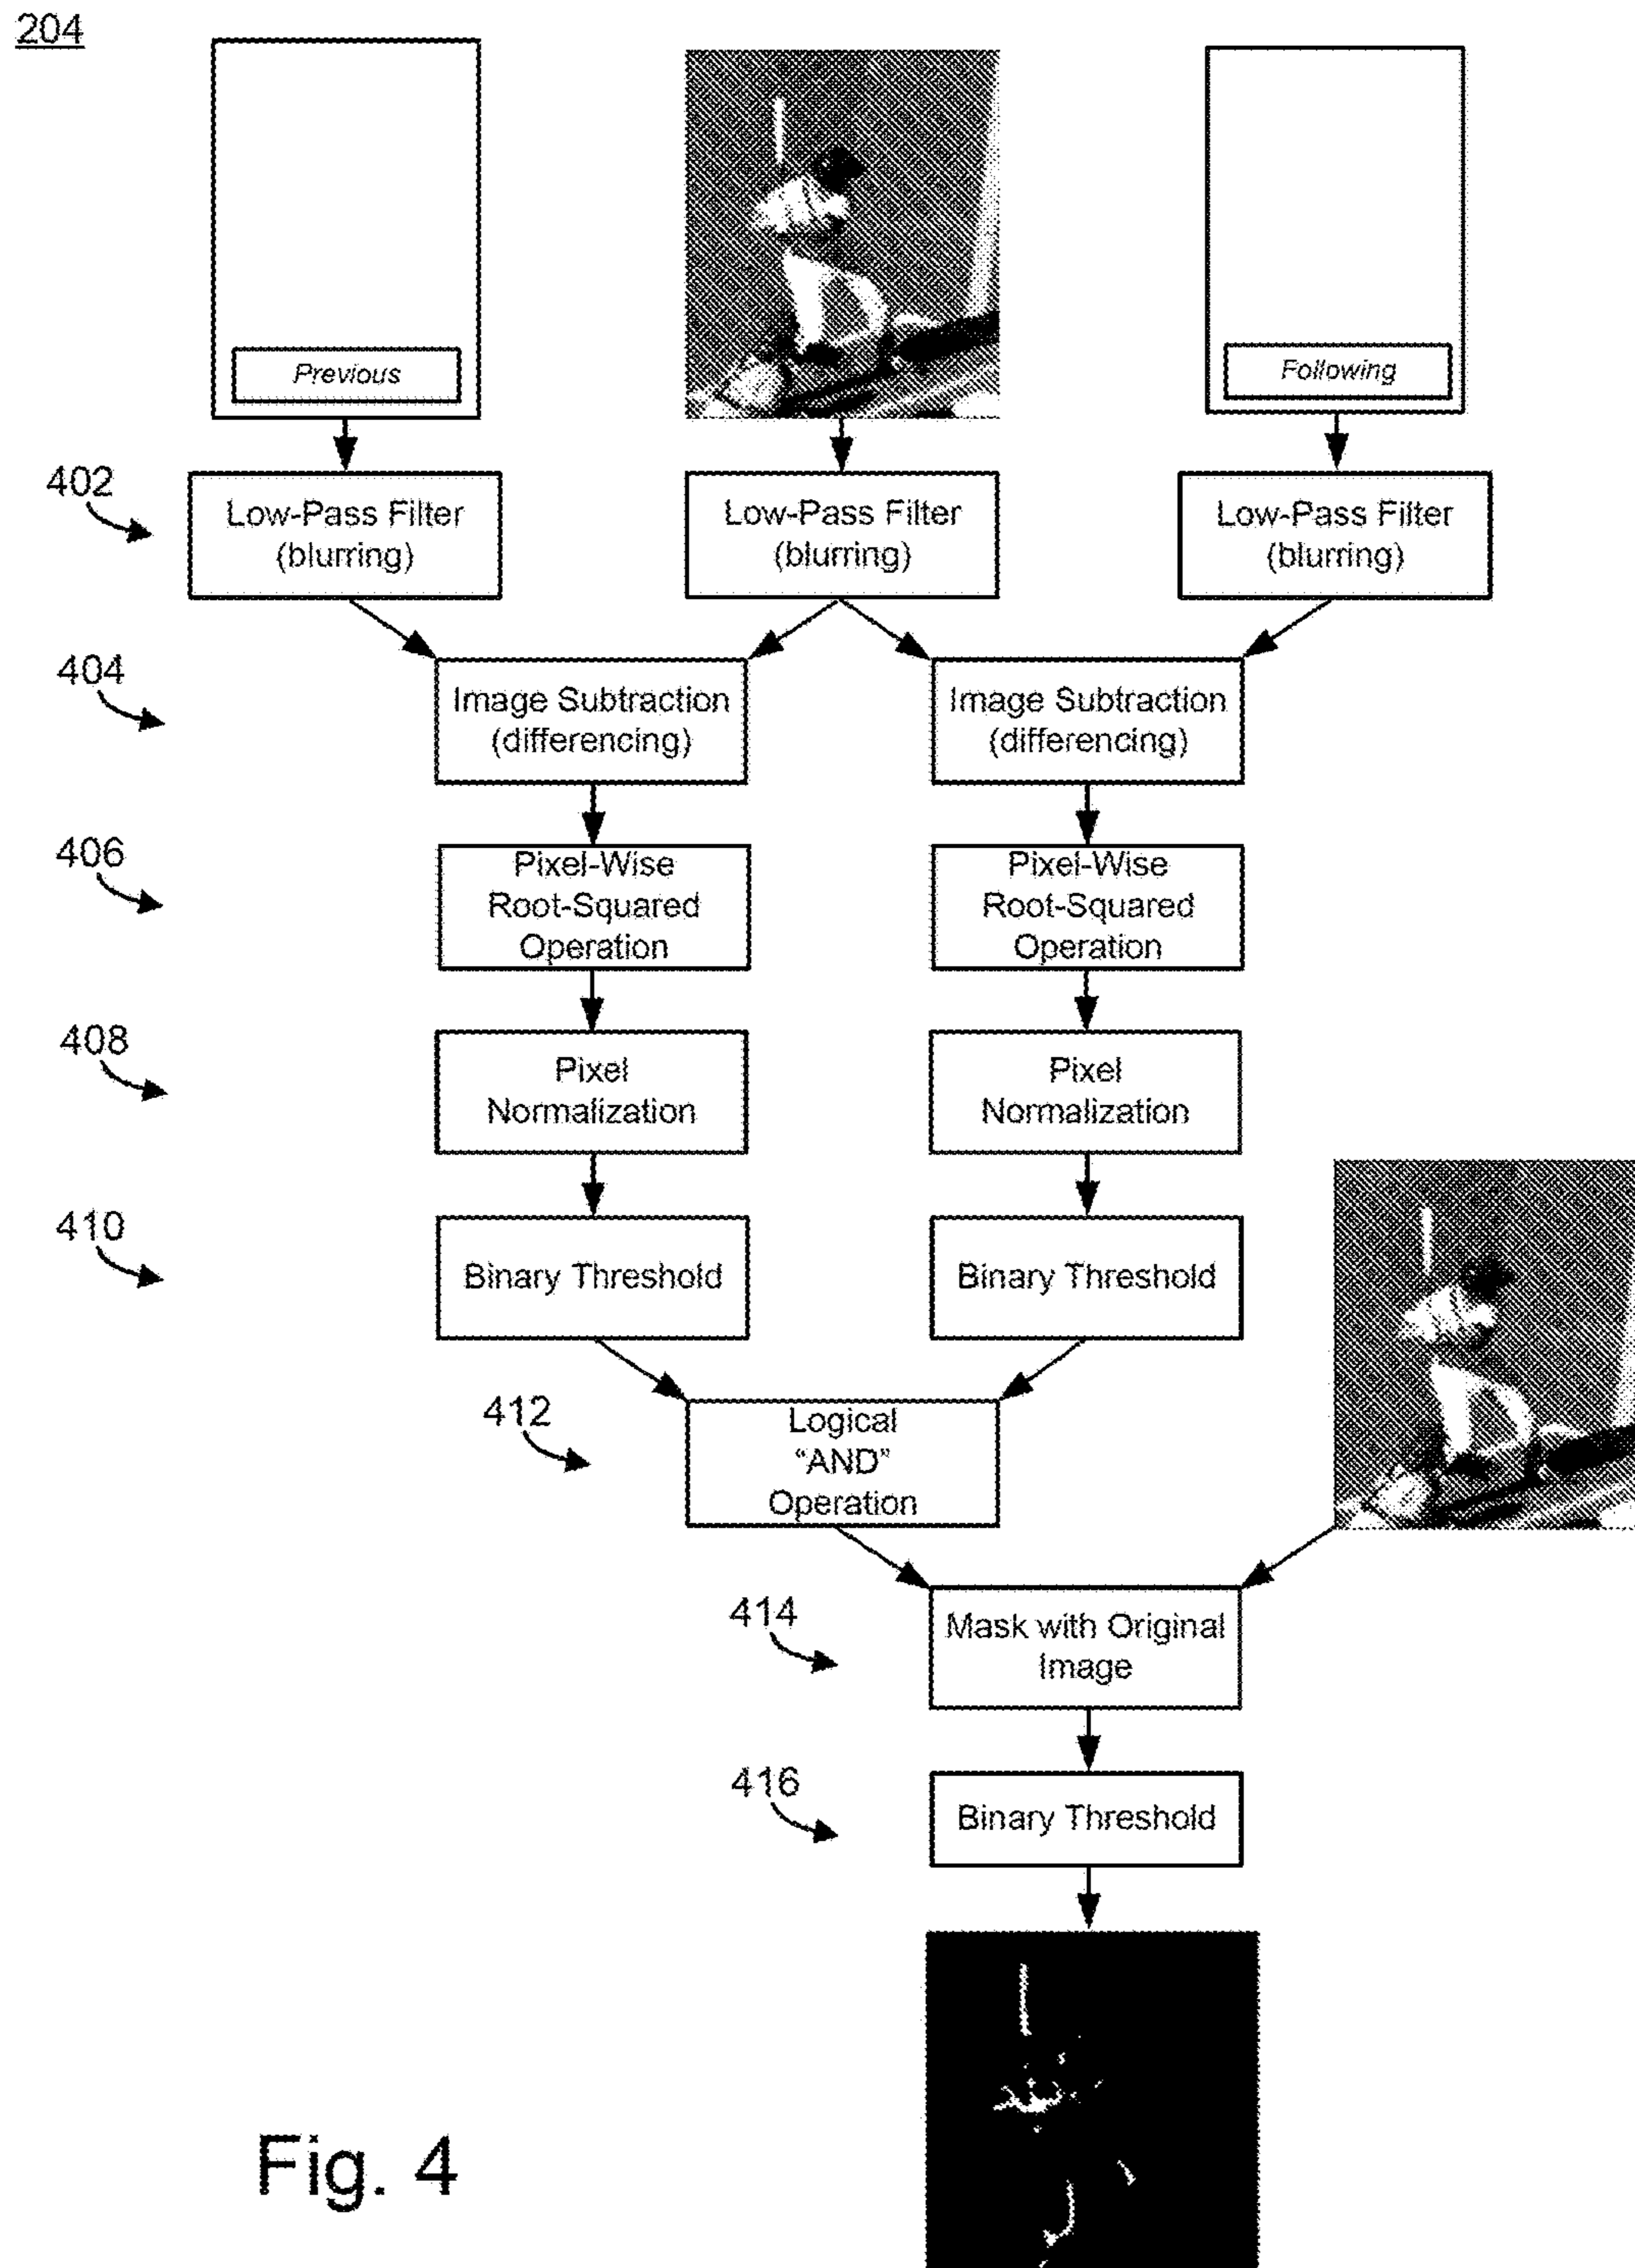 204
Previous
Following
402
Low-Pass Filter
(blurring)
Low-Pass Filter
(blurring)
Low-Pass Filter
(blurring)
404
Image Subtraction
(differencing)
Image Subtraction
(differencing)
406
Pixel-Wise
Root-Squared
Operation
Pixel-Wise
Root-Squared
Operation
408
Pixel
Normalization
Pixel
Normalization
410
Binary Threshold
Binary Threshold
412
Logical
“AND”
Operation
414
Mask with Original
Image
416
Binary Threshold
Fig. 4